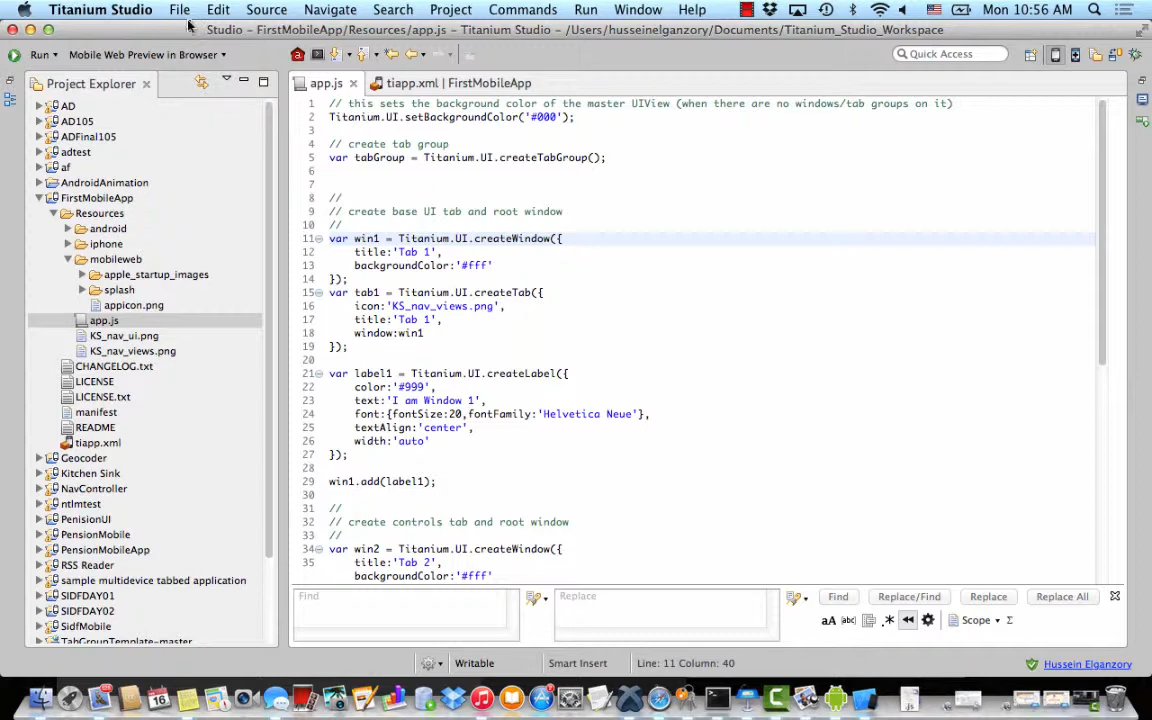 Titanium Studio File Edit Source Navigate Search Project Commands Run Window Help Mon 10:56 AM
Studio - FirstMobileApp/Resources/app.js - Titanium Studio - /Users/husseinelganzory/Documents/Titanium_Studio_Workspace
Run Mobile Web Preview in Browser Quick Access
Project Explorer
AD
AD105
ADFinal105
adtest
af
AndroidAnimation
FirstMobileApp
Resources
android
iphone
mobileweb
apple_startup_images
splash
appicon.png
app.js
KS_nav_ui.png
KS_nav_views.png
CHANGELOG.txt
LICENSE
LICENSE.txt
manifest
README
tiapp.xml
Geocoder
Kitchen Sink
NavController
ntlmtest
PenisionUI
PensionMobile
PensionMobileApp
RSS Reader
sample multidevice tabbed application
SIDFDAY01
SIDFDAY02
SidfMobile
TabGroupTemplate-master
app.js tiapp.xml | FirstMobileApp
1 // this sets the background color of the master UIView (when there are no windows/tab groups on it)
2 Titanium.UI.setBackgroundColor('#000');
3
4 // create tab group
5 var tabGroup = Titanium.UI.createTabGroup();
6
7
8 //
9 // create base UI tab and root window
10 //
11 var win1 = Titanium.UI.createWindow({
12 title:'Tab 1',
13 backgroundColor:'#fff'
14 });
15 var tab1 = Titanium.UI.createTab({
16 icon:'KS_nav_views.png',
17 title:'Tab 1',
18 window:win1
19 });
20
21 var label1 = Titanium.UI.createLabel({
22 color:'#999',
23 text:'I am Window 1',
24 font:{fontSize:20,fontFamily:'Helvetica Neue'},
25 textAlign:'center',
26 width:'auto'
27 });
28
29 win1.add(label1);
30
31 //
32 // create controls tab and root window
33 //
34 var win2 = Titanium.UI.createWindow({
35 title:'Tab 2',
backgroundColor:'#fff'
Find Replace Find Replace/Find Replace Replace All
aA abc .* Scope Σ
Writable Smart Insert Line: 11 Column: 40 Hussein Elganzory